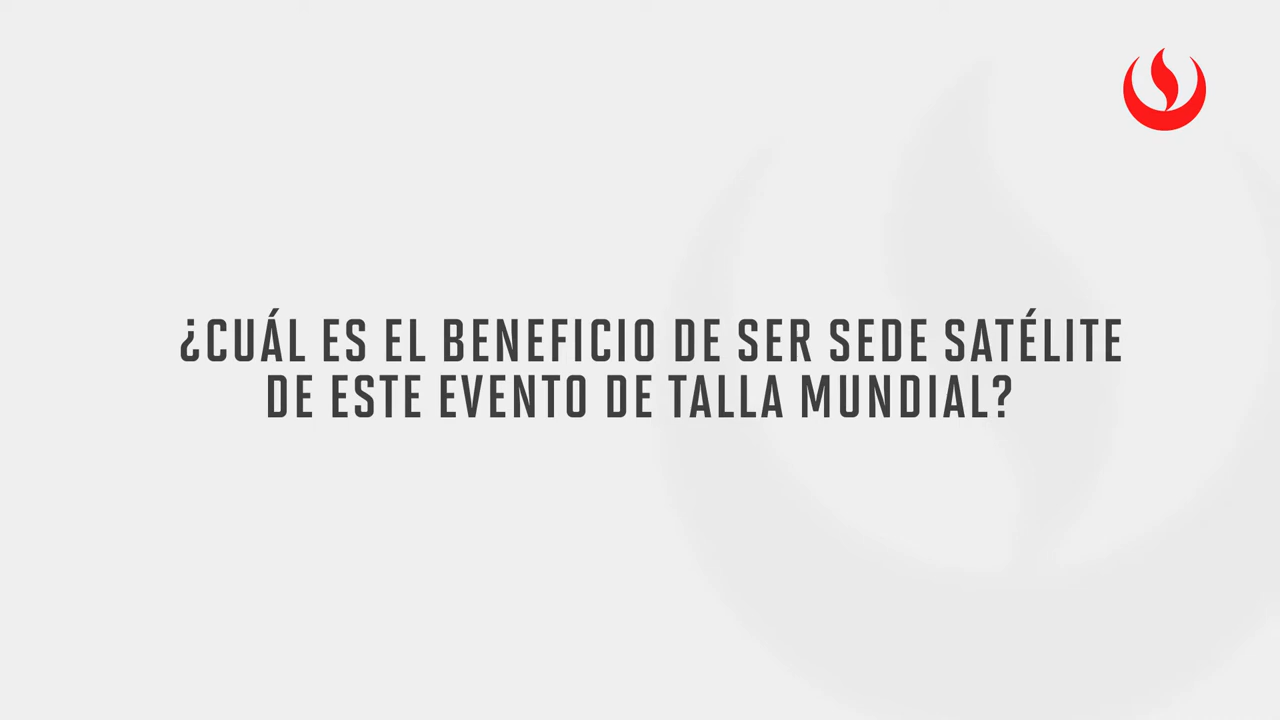 ¿CUÁL ES EL BENEFICIO DE SER SEDE SATÉLITE
DE ESTE EVENTO DE TALLA MUNDIAL?